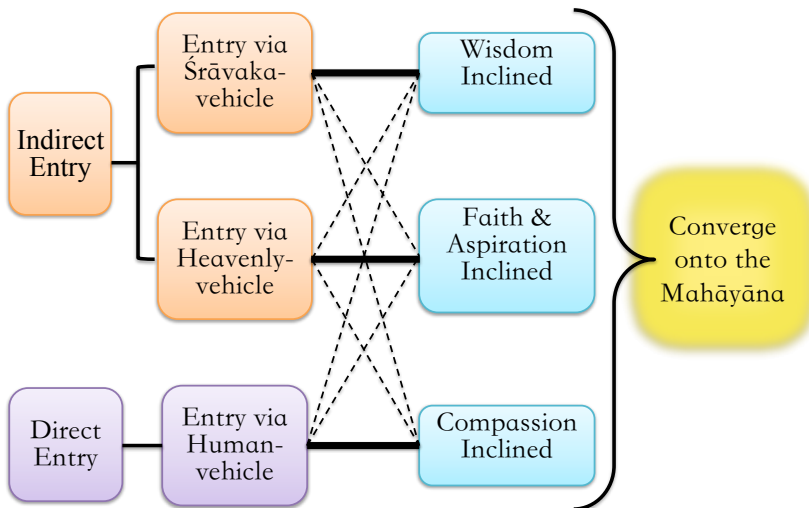 Indirect
Entry
Entry via
Śrāvaka-
vehicle
Entry via
Heavenly-
vehicle
Direct
Entry
Entry via
Human-
vehicle
Wisdom
Inclined
Faith &
Aspiration
Inclined
Compassion
Inclined
Converge
onto the
Mahāyāna